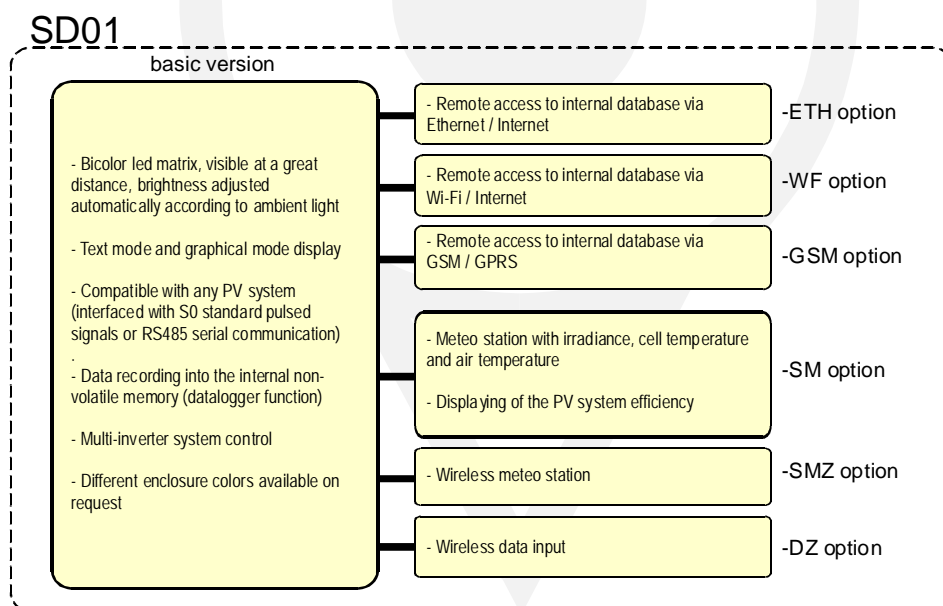 SD01
basic version
- Bicolor led matrix, visible at a great
distance, brightness adjusted
automatically according to ambient light
- Text mode and graphical mode display
- Compatible with any PV system
(interfaced with S0 standard pulsed
signals or RS485 serial communication)
.
- Data recording into the internal non-
volatile memory (datalogger function)
- Multi-inverter system control
- Different enclosure colors available on
request
- Remote access to internal database via
Ethernet / Internet
-ETH option
- Remote access to internal database via
Wi-Fi / Internet
-WF option
- Remote access to internal database via
GSM / GPRS
-GSM option
- Meteo station with irradiance, cell temperature
and air temperature
- Displaying of the PV system efficiency
-SM option
- Wireless meteo station
-SMZ option
- Wireless data input
-DZ option